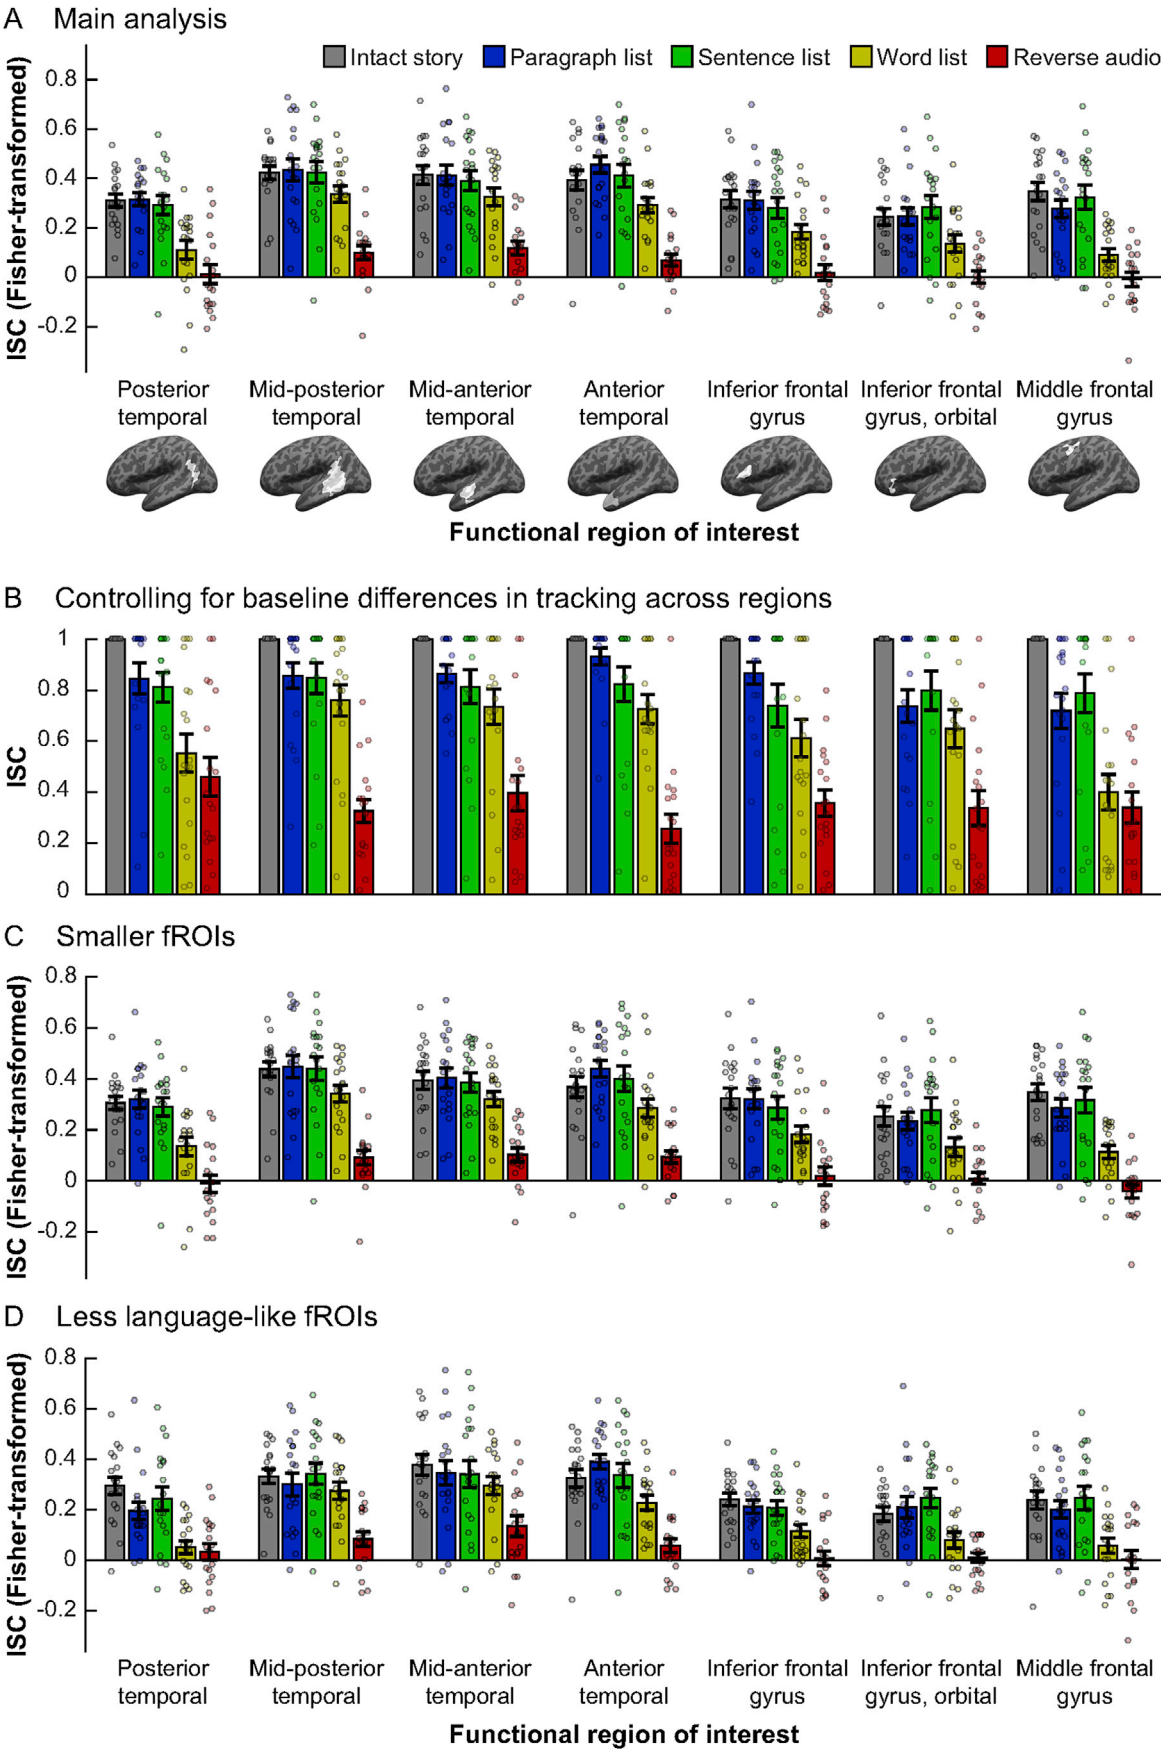 A Main analysis
Intact story Paragraph list Sentence list Word list Reverse audio
ISC (Fisher-transformed)
0.8
0.6
0.4
0.2
0
-0.2
Posterior temporal
Mid-posterior temporal
Mid-anterior temporal
Anterior temporal
Inferior frontal gyrus
Inferior frontal gyrus, orbital
Middle frontal gyrus
Functional region of interest
B Controlling for baseline differences in tracking across regions
ISC
1
0.8
0.6
0.4
0.2
0
C Smaller fROIs
ISC (Fisher-transformed)
0.8
0.6
0.4
0.2
0
-0.2
D Less language-like fROIs
ISC (Fisher-transformed)
0.8
0.6
0.4
0.2
0
-0.2
Posterior temporal
Mid-posterior temporal
Mid-anterior temporal
Anterior temporal
Inferior frontal gyrus
Inferior frontal gyrus, orbital
Middle frontal gyrus
Functional region of interest